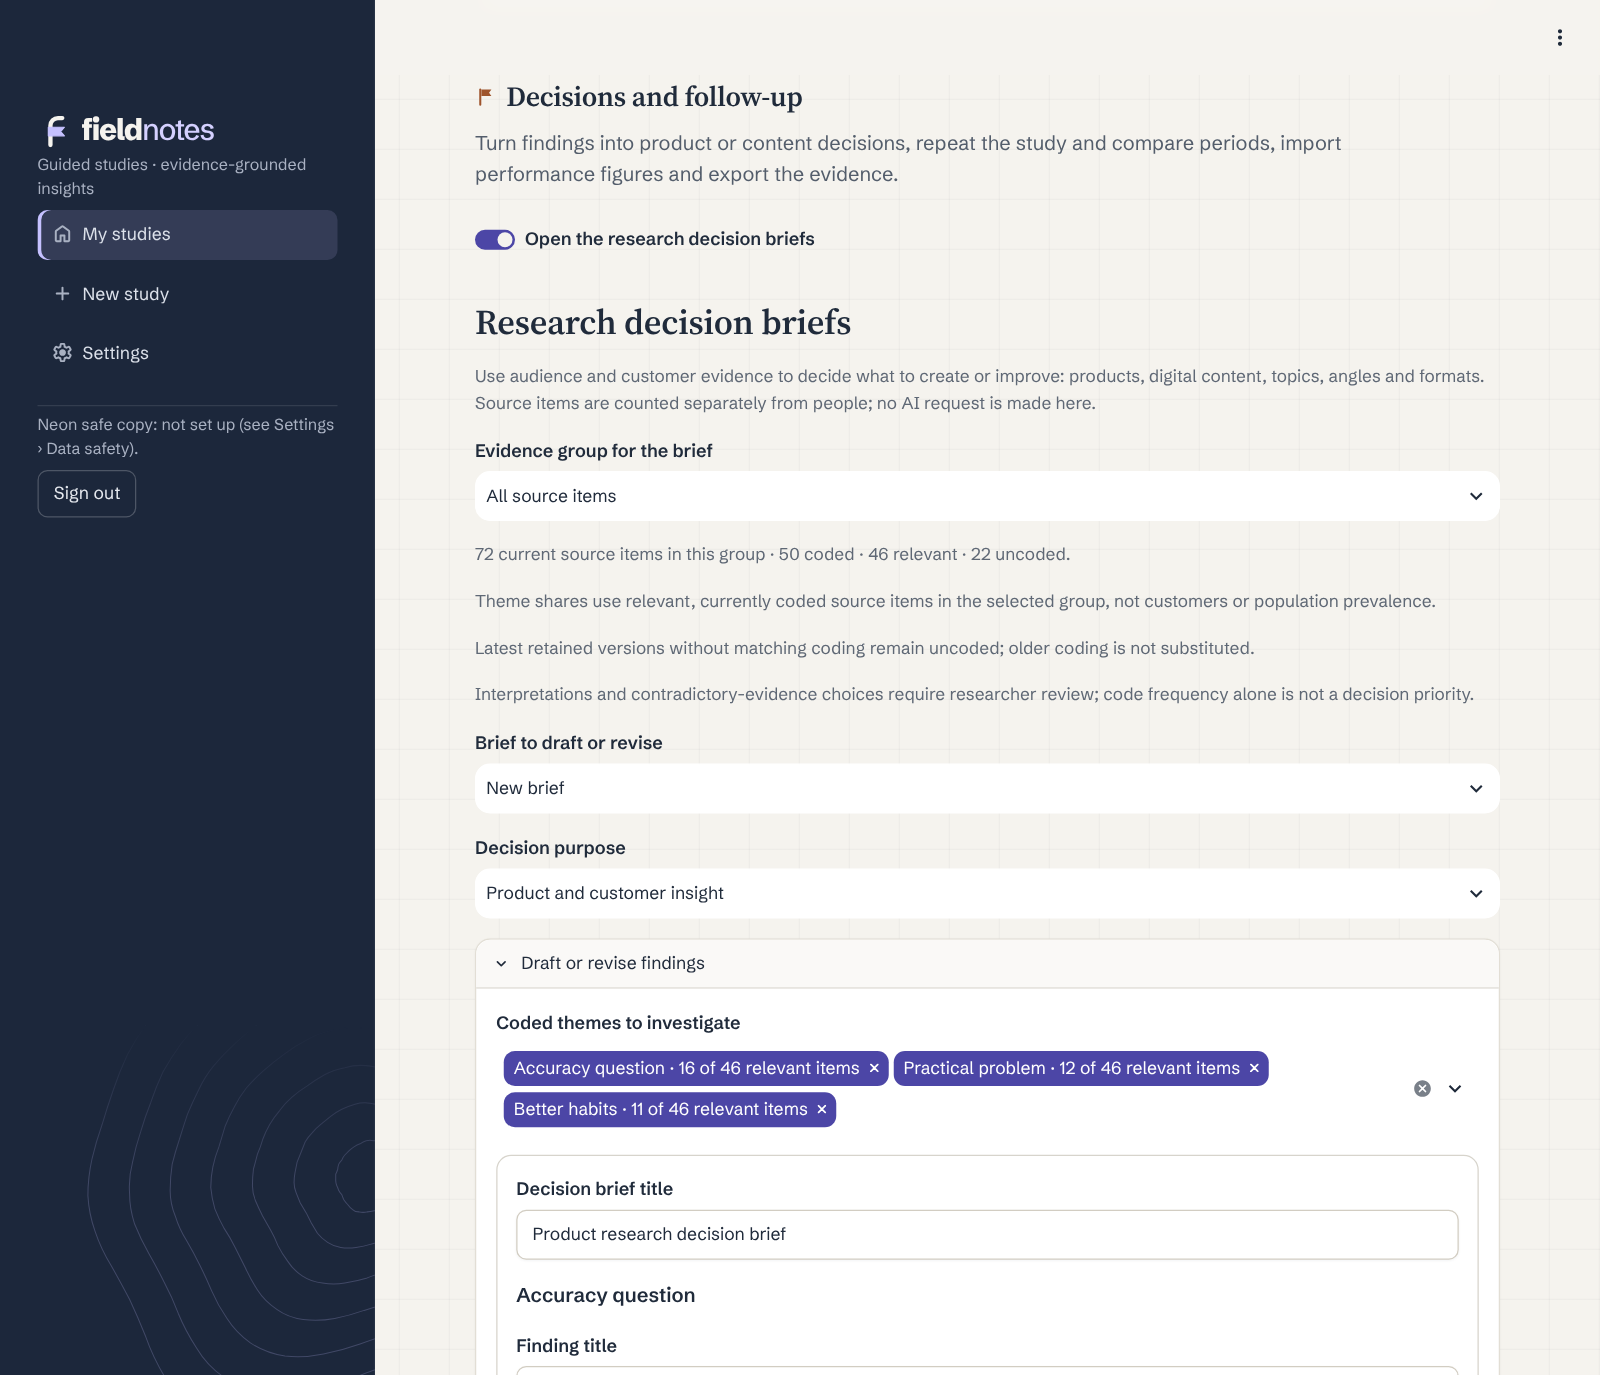 fieldnotes
Guided studies · evidence-grounded
insights
My studies
New study
Settings
Neon safe copy: not set up (see Settings
› Data safety).
Sign out
Decisions and follow-up
Turn findings into product or content decisions, repeat the study and compare periods, import
performance figures and export the evidence.
Open the research decision briefs
Research decision briefs
Use audience and customer evidence to decide what to create or improve: products, digital content, topics, angles and formats.
Source items are counted separately from people; no AI request is made here.
Evidence group for the brief
All source items
72 current source items in this group · 50 coded · 46 relevant · 22 uncoded.
Theme shares use relevant, currently coded source items in the selected group, not customers or population prevalence.
Latest retained versions without matching coding remain uncoded; older coding is not substituted.
Interpretations and contradictory-evidence choices require researcher review; code frequency alone is not a decision priority.
Brief to draft or revise
New brief
Decision purpose
Product and customer insight
Draft or revise findings
Coded themes to investigate
Accuracy question · 16 of 46 relevant items × Practical problem · 12 of 46 relevant items ×
Better habits · 11 of 46 relevant items ×
Decision brief title
Product research decision brief
Accuracy question
Finding title